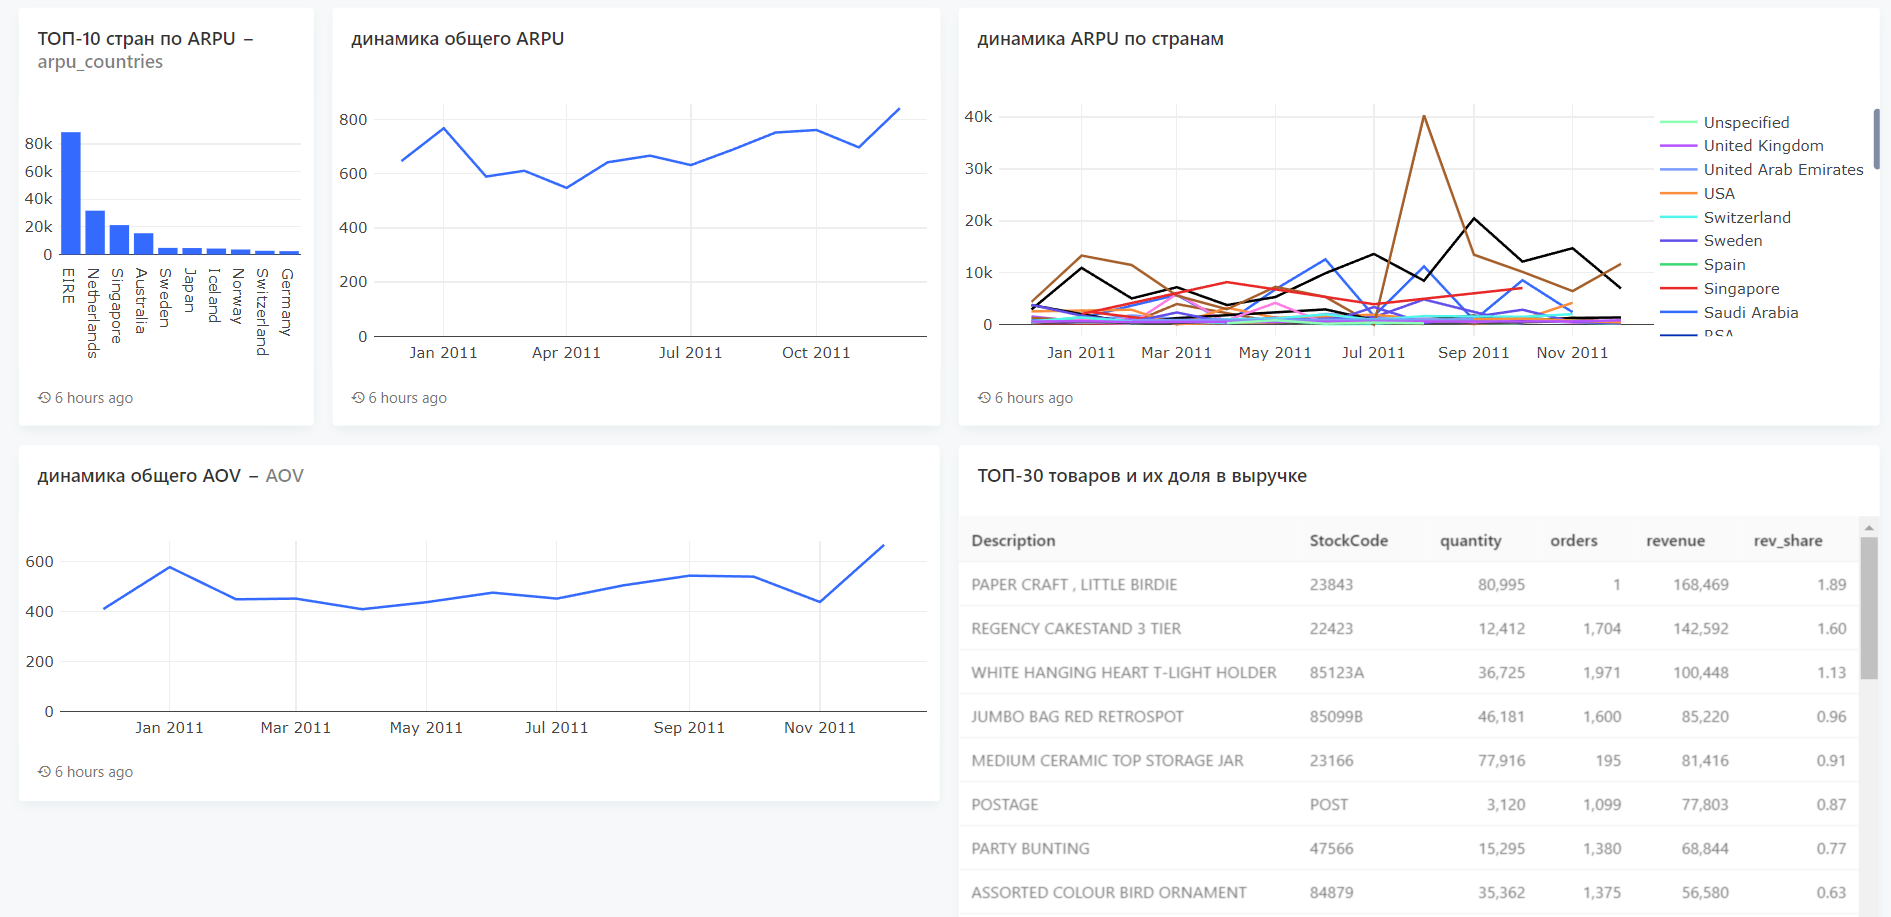 ТОП-10 стран по ARPU –
arpu_countries
80k
60k
40k
20k
0
EIRE
Netherlands
Singapore
Australia
Sweden
Japan
Iceland
Norway
Switzerland
Germany
6 hours ago
динамика общего ARPU
800
600
400
200
0
Jan 2011
Apr 2011
Jul 2011
Oct 2011
6 hours ago
динамика ARPU по странам
40k
30k
20k
10k
0
Jan 2011
Mar 2011
May 2011
Jul 2011
Sep 2011
Nov 2011
Unspecified
United Kingdom
United Arab Emirates
USA
Switzerland
Sweden
Spain
Singapore
Saudi Arabia
RSA
6 hours ago
динамика общего AOV – AOV
600
400
200
0
Jan 2011
Mar 2011
May 2011
Jul 2011
Sep 2011
Nov 2011
6 hours ago
ТОП-30 товаров и их доля в выручке
Description StockCode quantity orders revenue rev_share
PAPER CRAFT , LITTLE BIRDIE 23843 80,995 1 168,469 1.89
REGENCY CAKESTAND 3 TIER 22423 12,412 1,704 142,592 1.60
WHITE HANGING HEART T-LIGHT HOLDER 85123A 36,725 1,971 100,448 1.13
JUMBO BAG RED RETROSPOT 85099B 46,181 1,600 85,220 0.96
MEDIUM CERAMIC TOP STORAGE JAR 23166 77,916 195 81,416 0.91
POSTAGE POST 3,120 1,099 77,803 0.87
PARTY BUNTING 47566 15,295 1,380 68,844 0.77
ASSORTED COLOUR BIRD ORNAMENT 84879 35,362 1,375 56,580 0.63